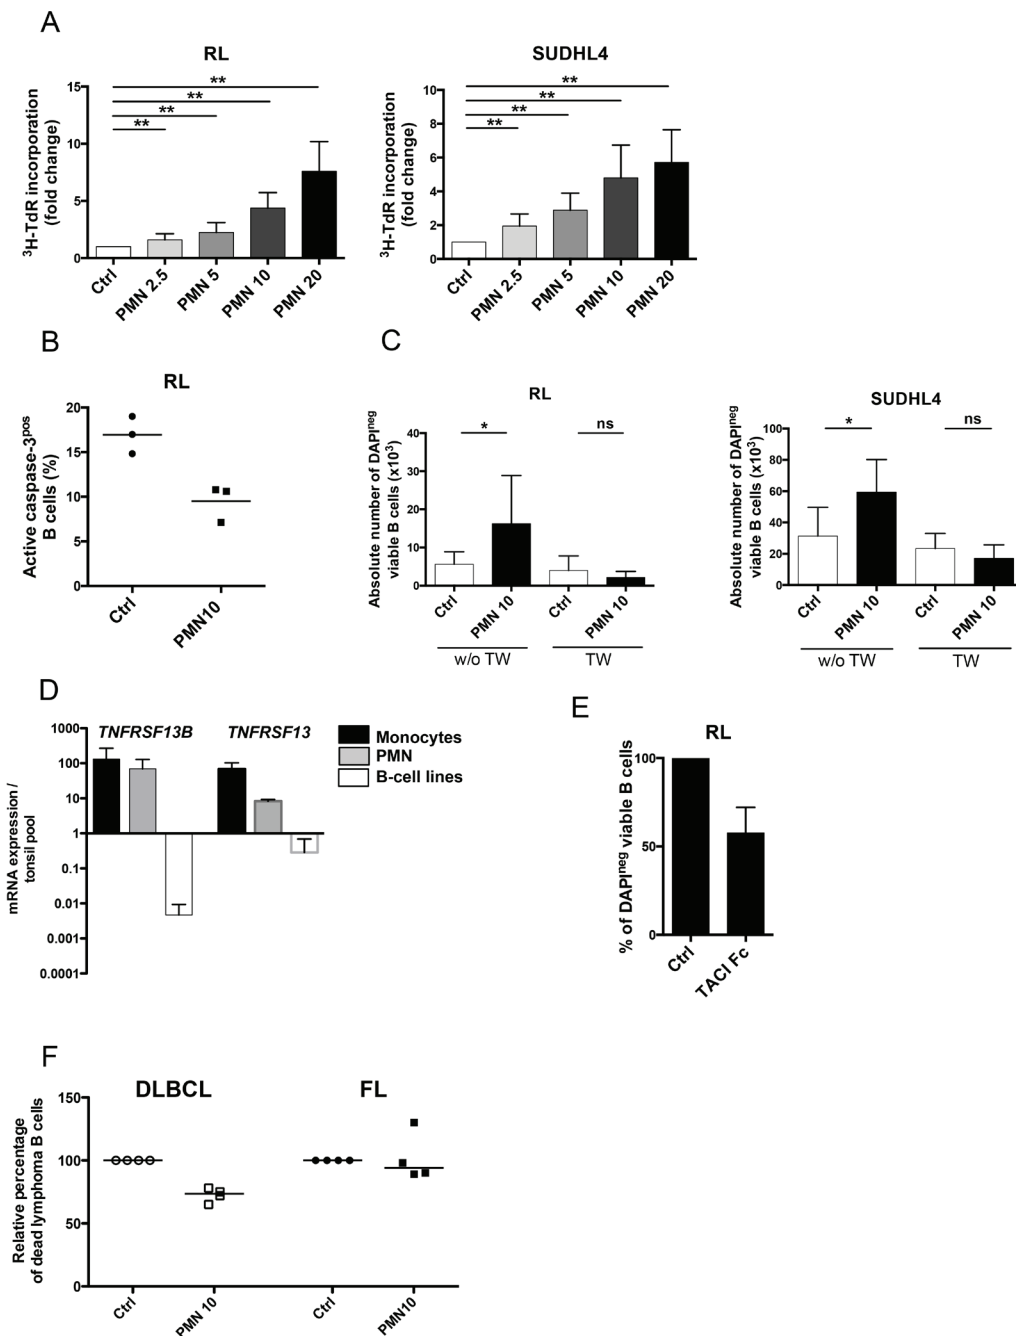 A
RL
³H-TdR incorporation
(fold change)
15
10
5
0
**
**
**
**
Ctrl
PMN 2.5
PMN 5
PMN 10
PMN 20
SUDHL4
³H-TdR incorporation
(fold change)
10
8
6
4
2
0
**
**
**
**
Ctrl
PMN 2.5
PMN 5
PMN 10
PMN 20
B
RL
Active caspase-3pos
B cells (%)
20
15
10
5
0
Ctrl
PMN10
C
RL
Absolute number of DAPIneg
viable B cells (x10³)
40
30
20
10
0
*
ns
Ctrl
PMN 10
Ctrl
PMN 10
w/o TW
TW
SUDHL4
Absolute number of DAPIneg
viable B cells (x10³)
100
80
60
40
20
0
*
ns
Ctrl
PMN 10
Ctrl
PMN 10
w/o TW
TW
D
TNFRSF13B
TNFRSF13
mRNA expression /
tonsil pool
1000
100
10
1
0.1
0.01
0.001
0.0001
Monocytes
PMN
B-cell lines
E
RL
% of DAPIneg viable B cells
100
50
0
Ctrl
TACI Fc
F
DLBCL
FL
Relative percentage
of dead lymphoma B cells
150
100
50
0
Ctrl
PMN 10
Ctrl
PMN10